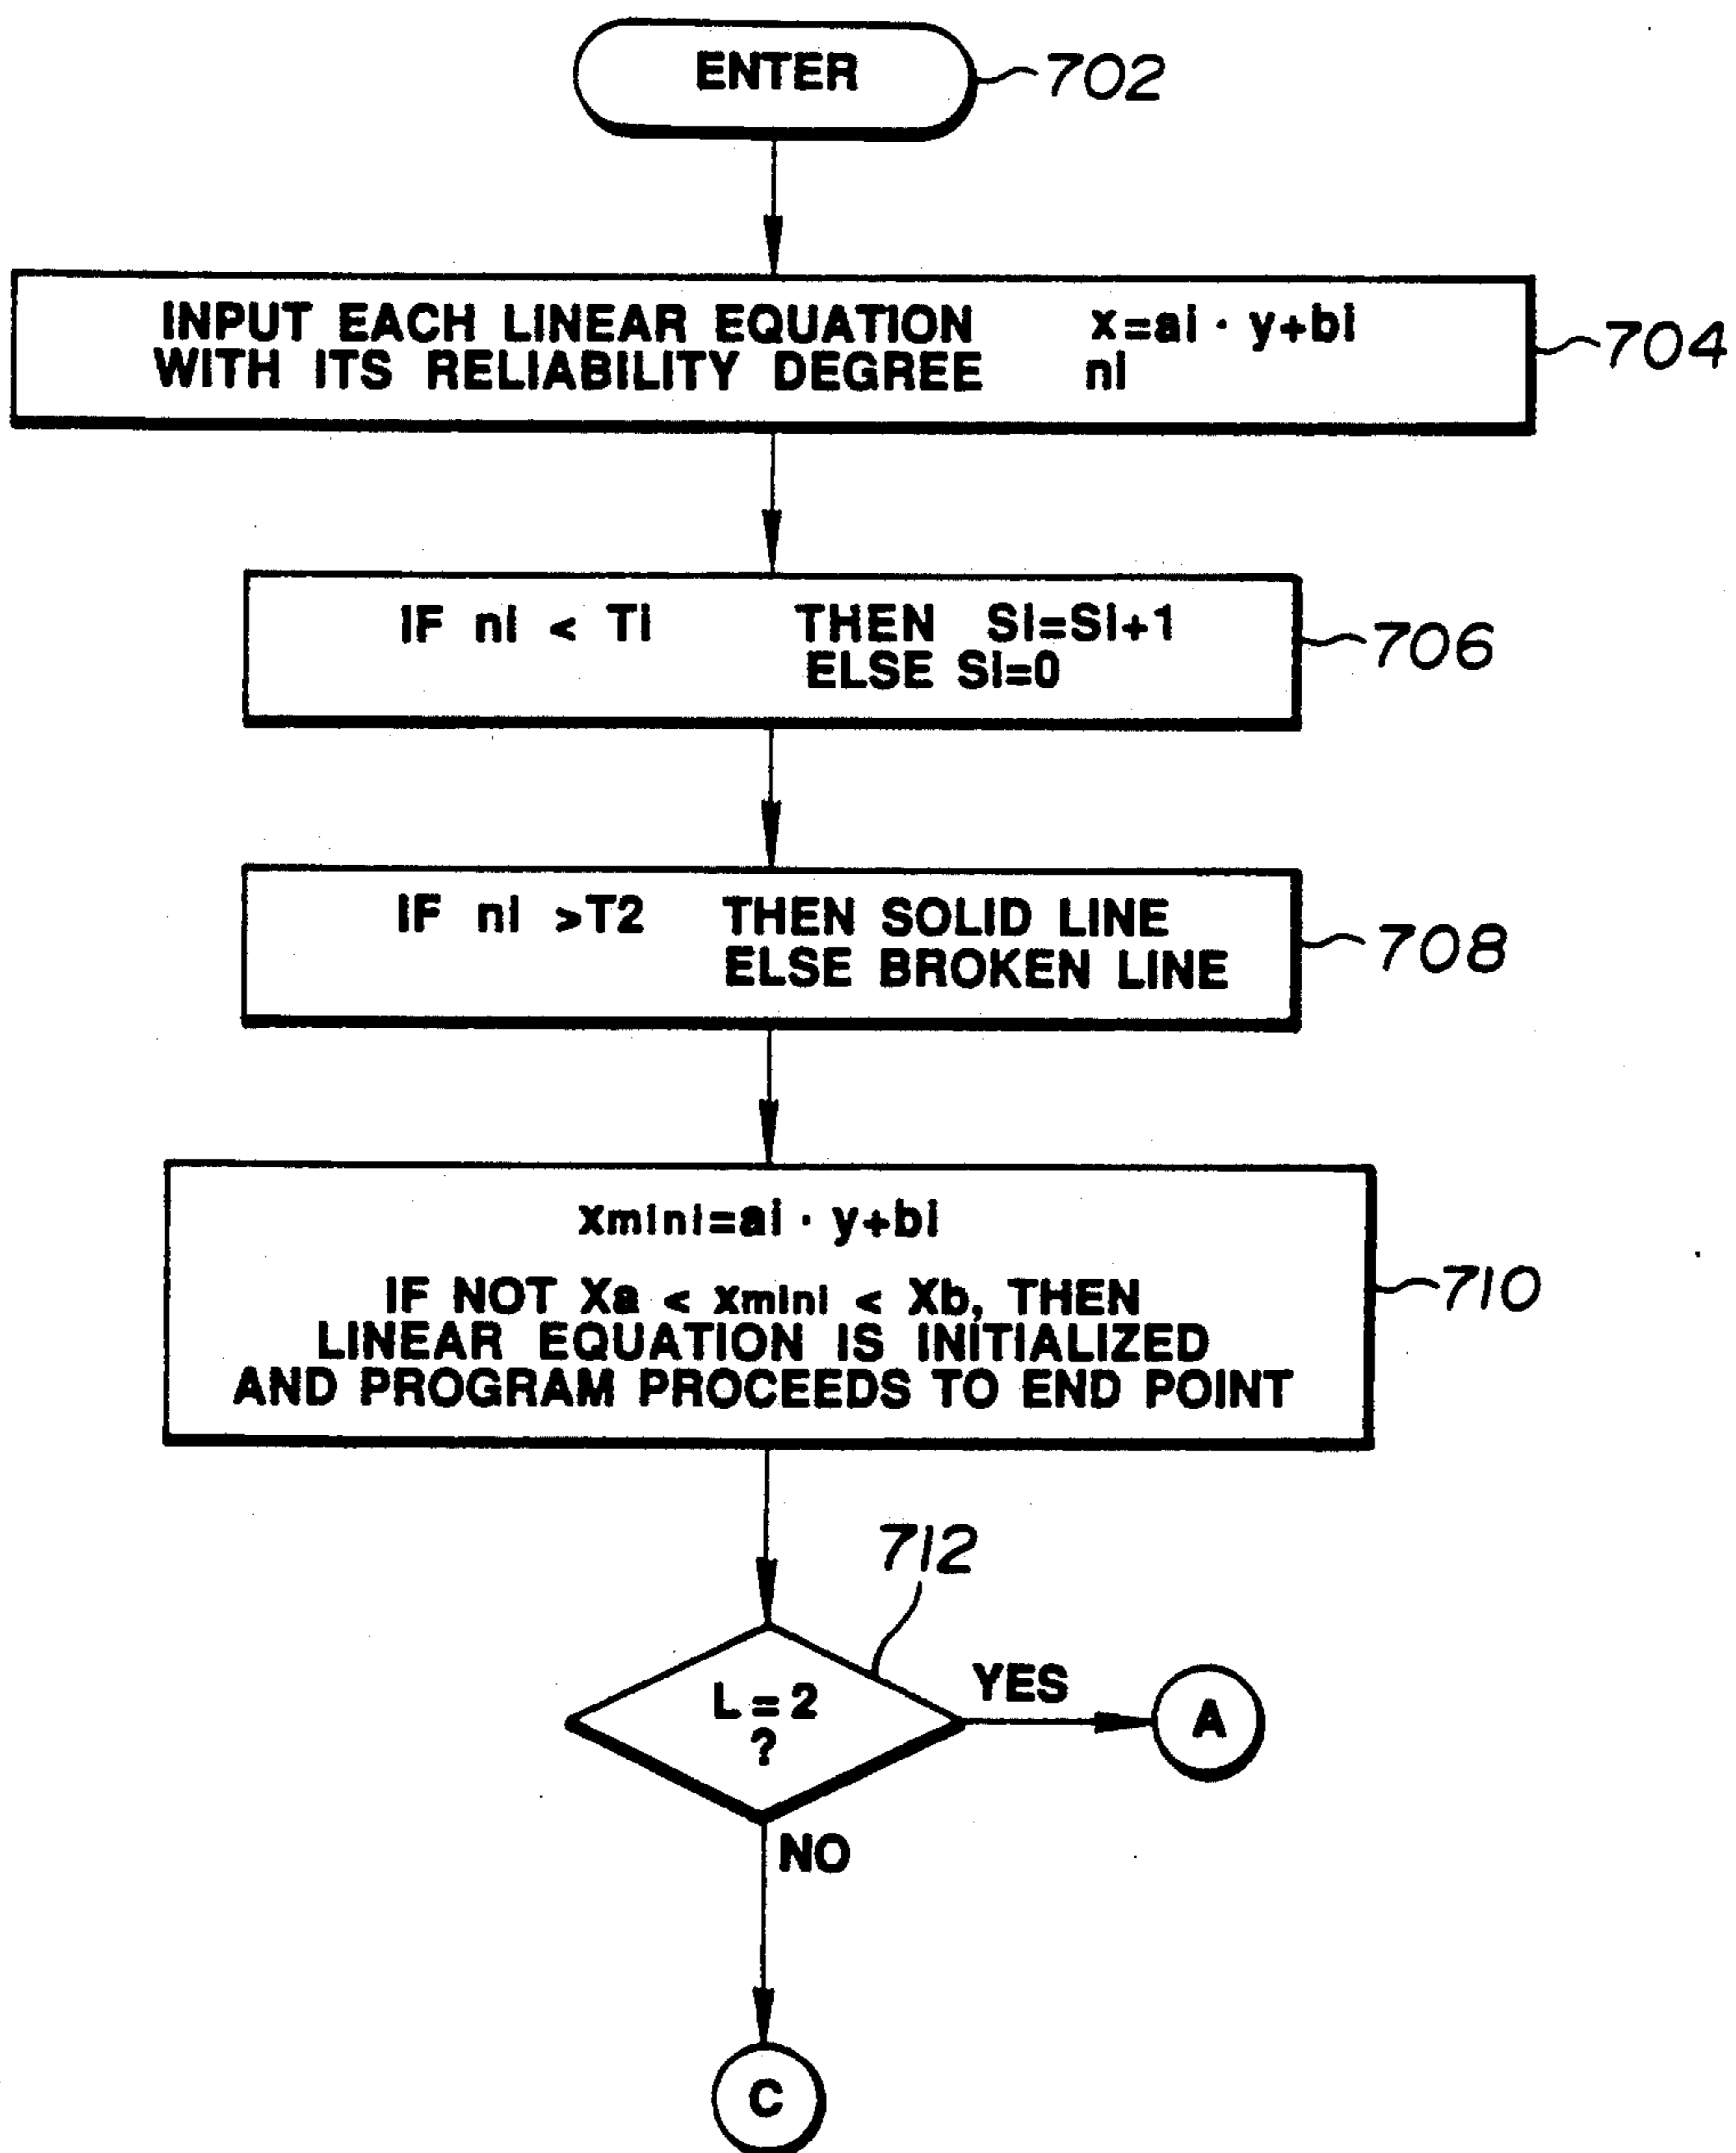 ENTER
702
INPUT EACH LINEAR EQUATION x=ai · y+bi
WITH ITS RELIABILITY DEGREE ni
704
IF ni < Ti THEN Si=Si+1
ELSE Si=0
706
IF ni >T2 THEN SOLID LINE
ELSE BROKEN LINE
708
xmini=ai · y+bi
IF NOT Xa < xmini < Xb, THEN
LINEAR EQUATION IS INITIALIZED
AND PROGRAM PROCEEDS TO END POINT
710
712
L=2
?
YES
A
NO
C